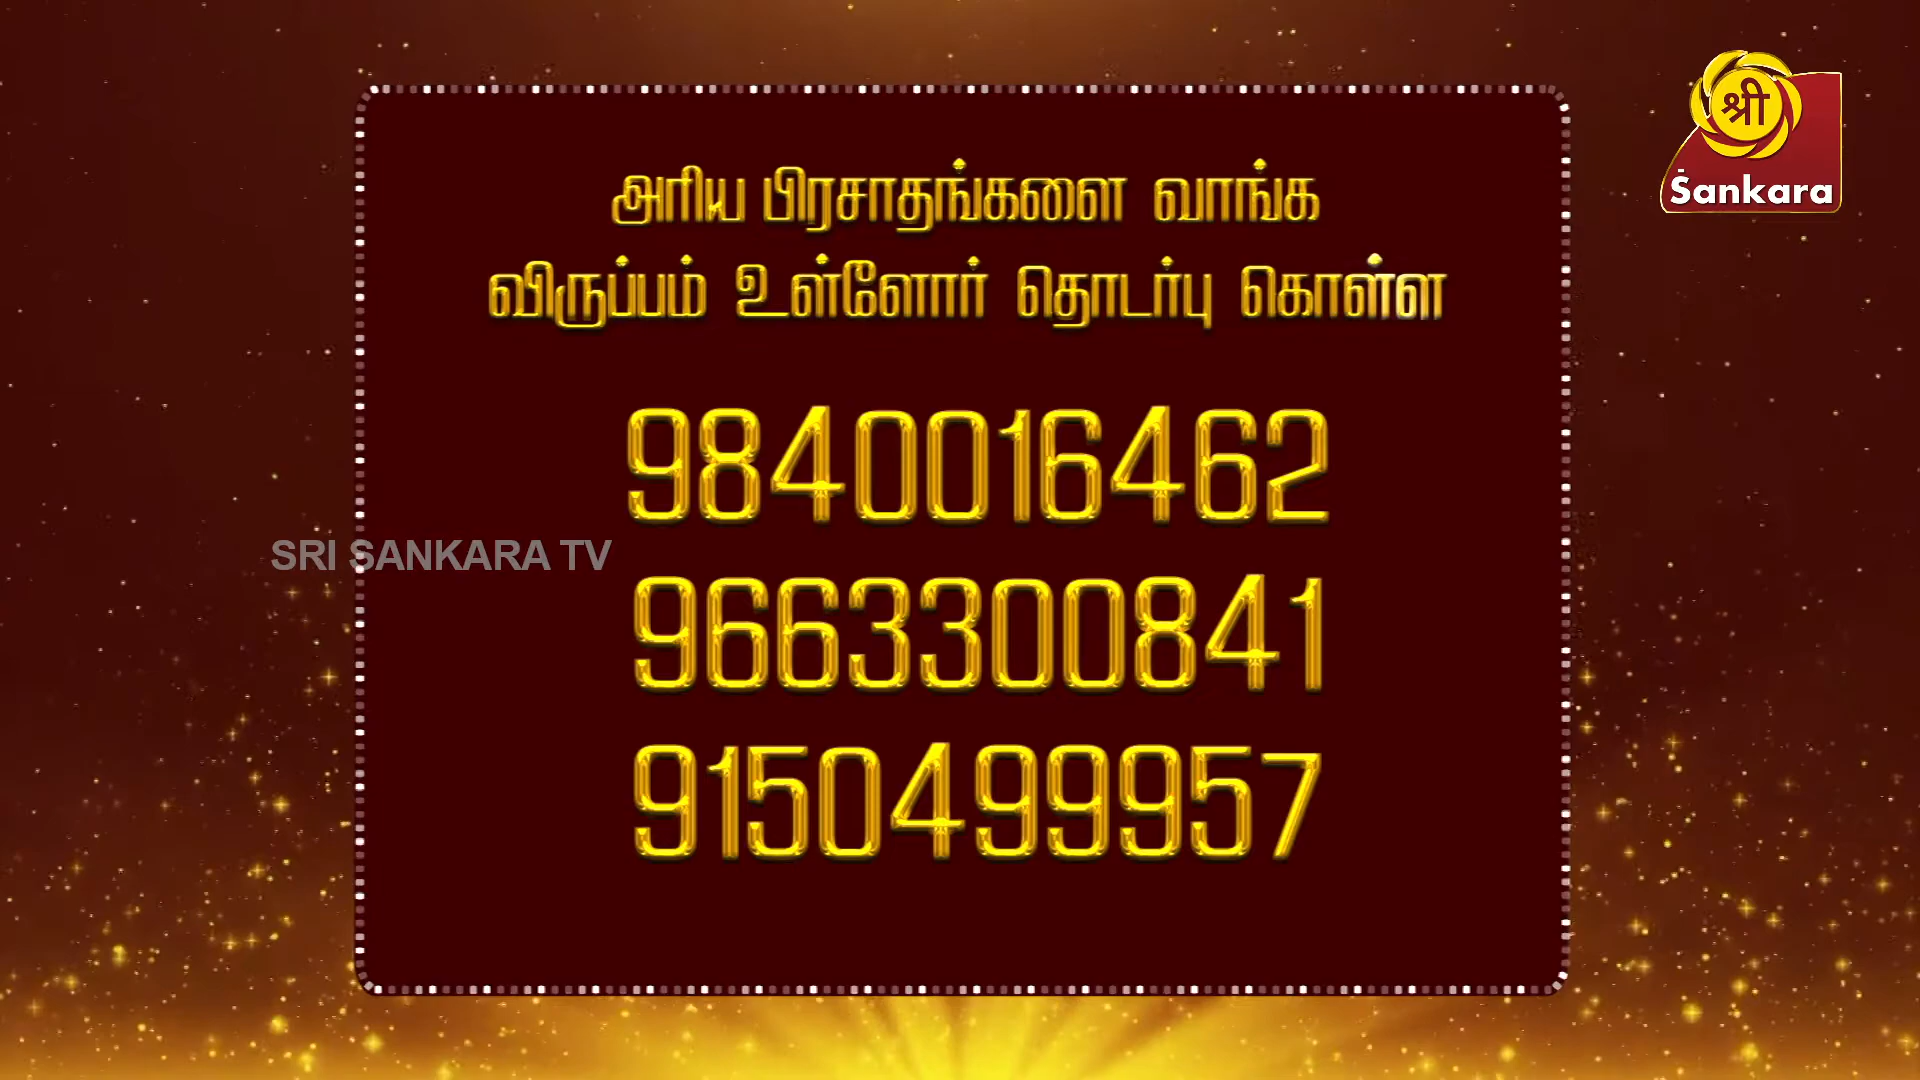 श्री
Sankara
அரிய பிரசாதங்களை வாங்க
விருப்பம் உள்ளோர் தொடர்பு கொள்ள
9840016462
SRI SANKARA TV
9663300841
9150499957